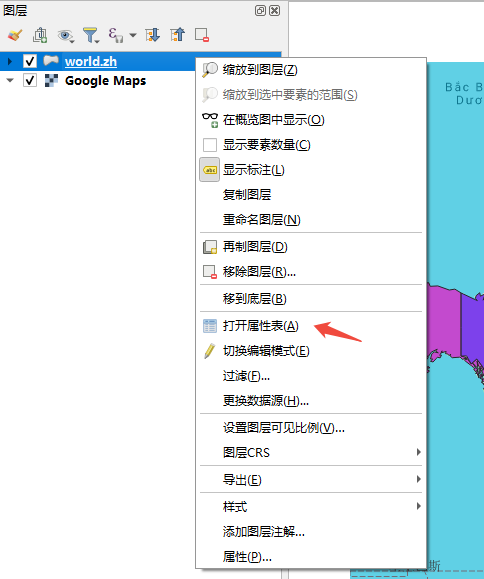 图层
world.zh
Google Maps
缩放到图层(Z)
缩放到选中要素的范围(S)
在概览图中显示(O)
显示要素数量(C)
abc
显示标注(L)
复制图层
重命名图层(N)
再制图层(D)
移除图层(R)...
移到底层(B)
打开属性表(A)
切换编辑模式(E)
过滤(F)...
更换数据源(H)...
设置图层可见比例(V)...
图层CRS
导出(E)
样式
添加图层注解...
属性(P)...
Bắc B
Dươ
斯